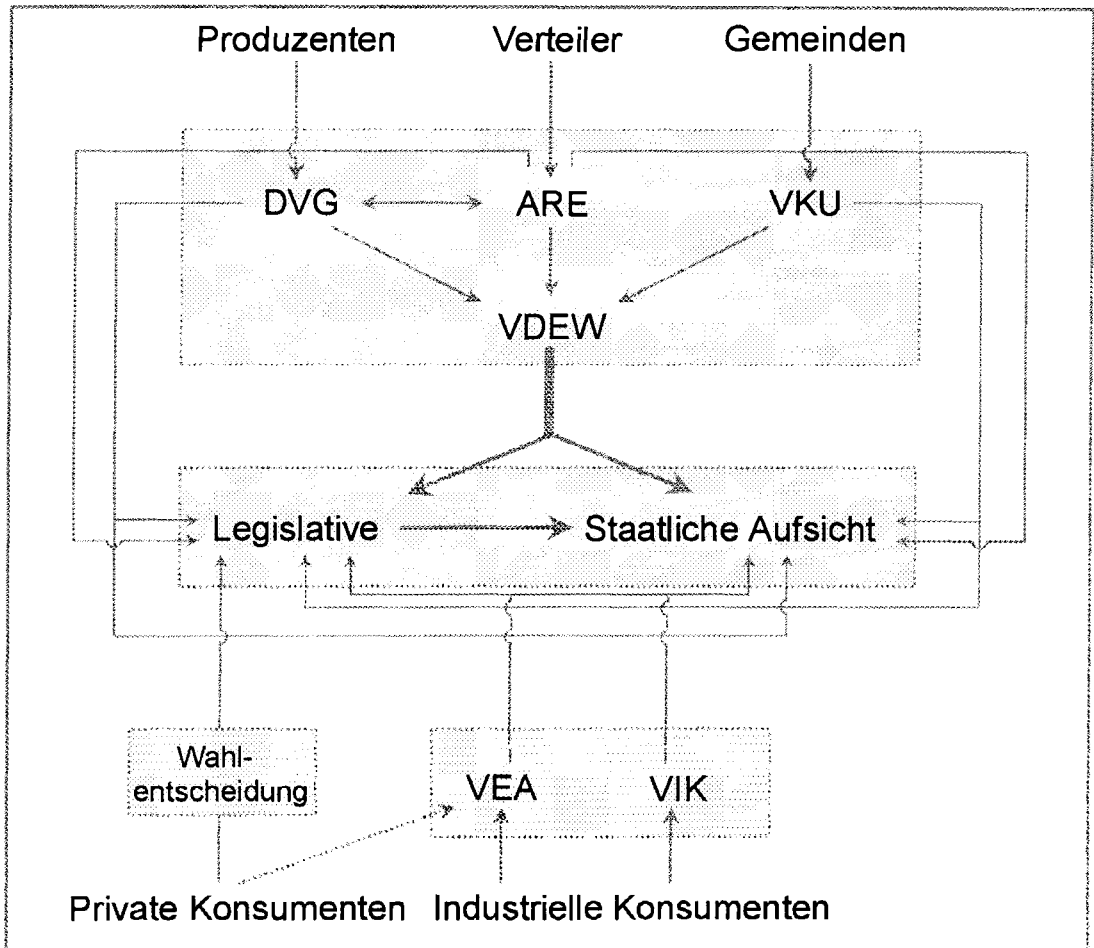 Produzenten Verteiler Gemeinden
DVG ARE VKU
VDEW
Legislative Staatliche Aufsicht
Wahl-
entscheidung
VEA VIK
Private Konsumenten Industrielle Konsumenten